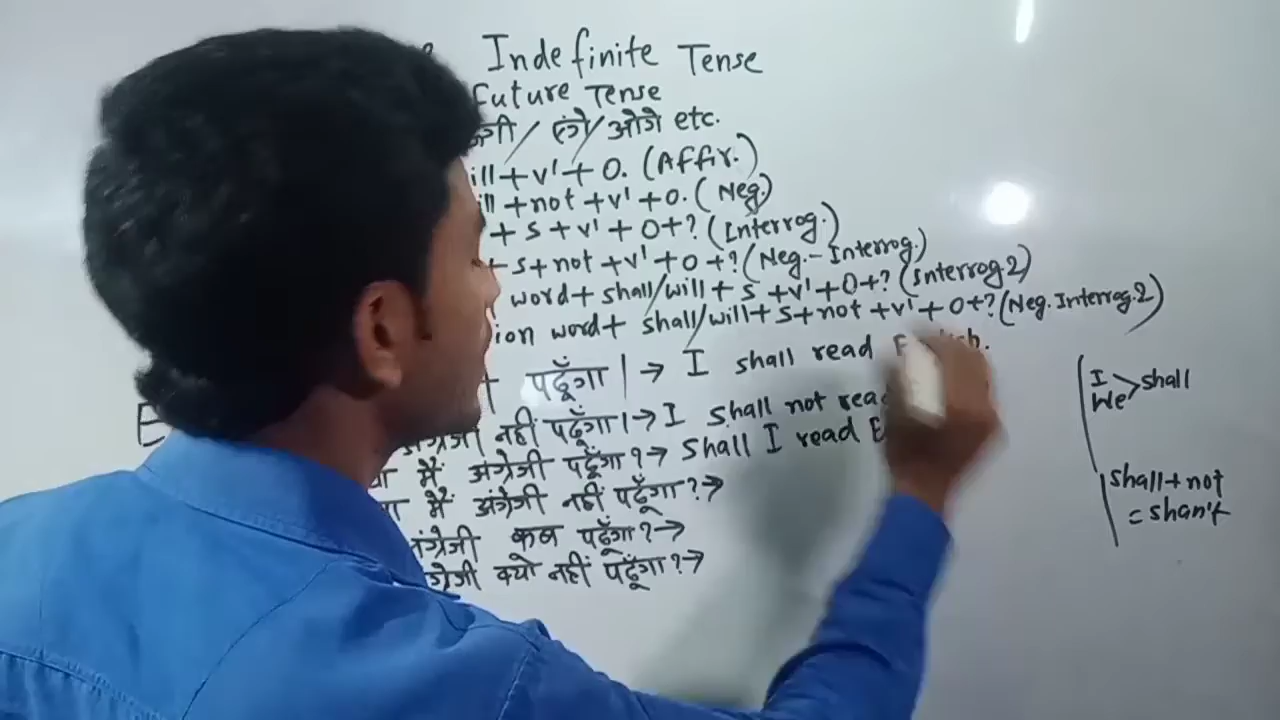 Indefinite Tense
Future Tense
/ एंगे/ ओगे etc.
ill + v' + O. (Affir.)
ill + not + v' + O. (Neg.)
+ S + v' + O + ? (Interrog.)
+ S + not + v' + O + ? (Neg. - Interrog.)
word + shall/will + S + v' + O + ? (Interrog. 2)
ion word + shall/will + S + not + v' + O + ? (Neg. Interrog. 2)
पढूँगा | → I shall read
अंग्रेजी नहीं पढूँगा | → I shall not read
मैं अंग्रेजी पढूँगा ? → Shall I read E
मैं अंग्रेजी नहीं पढूँगा ? →
अंग्रेजी कब पढूँगा ? →
अंग्रेजी क्यो नहीं पढूँगा ? →
I
We > shall
shall + not
= shan't